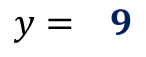 y = 9